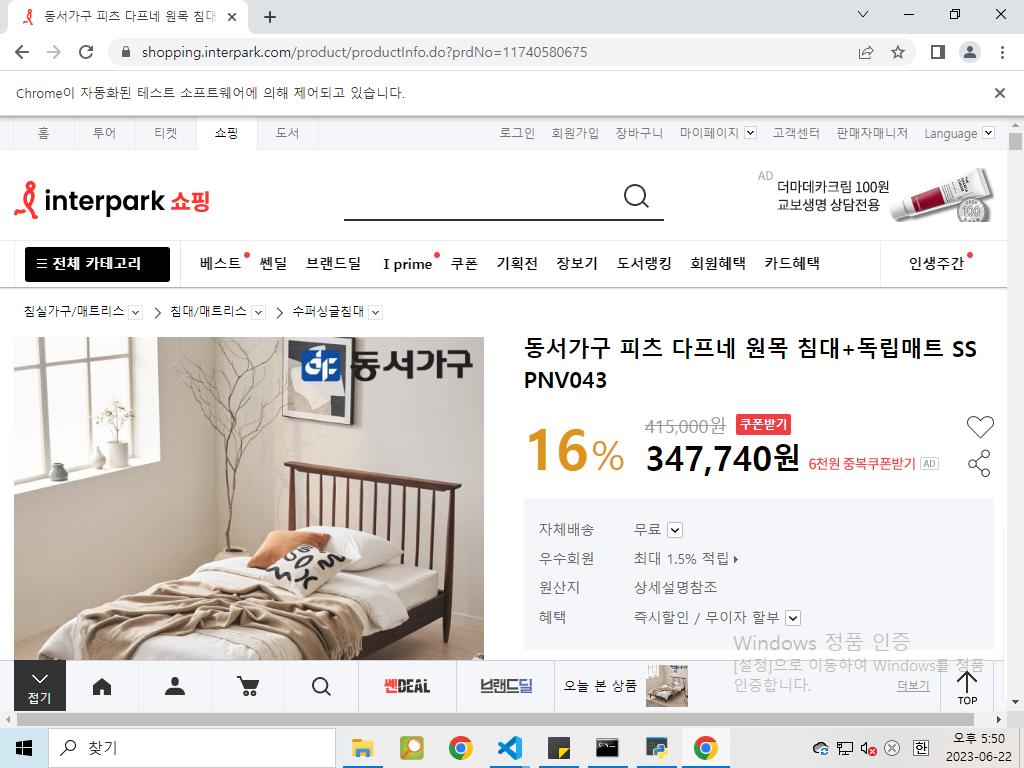 동서가구 피츠 다프네 원목 침대
shopping.interpark.com/product/productInfo.do?prdNo=11740580675
Chrome이 자동화된 테스트 소프트웨어에 의해 제어되고 있습니다.
홈 투어 티켓 쇼핑 도서 로그인 회원가입 장바구니 마이페이지 고객센터 판매자매니저 Language
interpark 쇼핑
AD 더마데카크림 100원
교보생명 상담전용
전체 카테고리 베스트 쎈딜 브랜드딜 I prime 쿠폰 기획전 장보기 도서랭킹 회원혜택 카드혜택 인생주간
침실가구/매트리스 침대/매트리스 수퍼싱글침대
동서가구
동서가구 피츠 다프네 원목 침대+독립매트 SS
PNV043
415,000원 쿠폰받기
16% 347,740원 6천원 중복쿠폰받기 AD
자체배송 무료
우수회원 최대 1.5% 적립
원산지 상세설명참조
혜택 즉시할인 / 무이자 할부
Windows 정품 인증
[설정]으로 이동하여 Windows를 정품
인증합니다.
접기 쎈DEAL 브랜드딜 오늘 본 상품 더보기 TOP
찾기
한
오후 5:50
2023-06-22